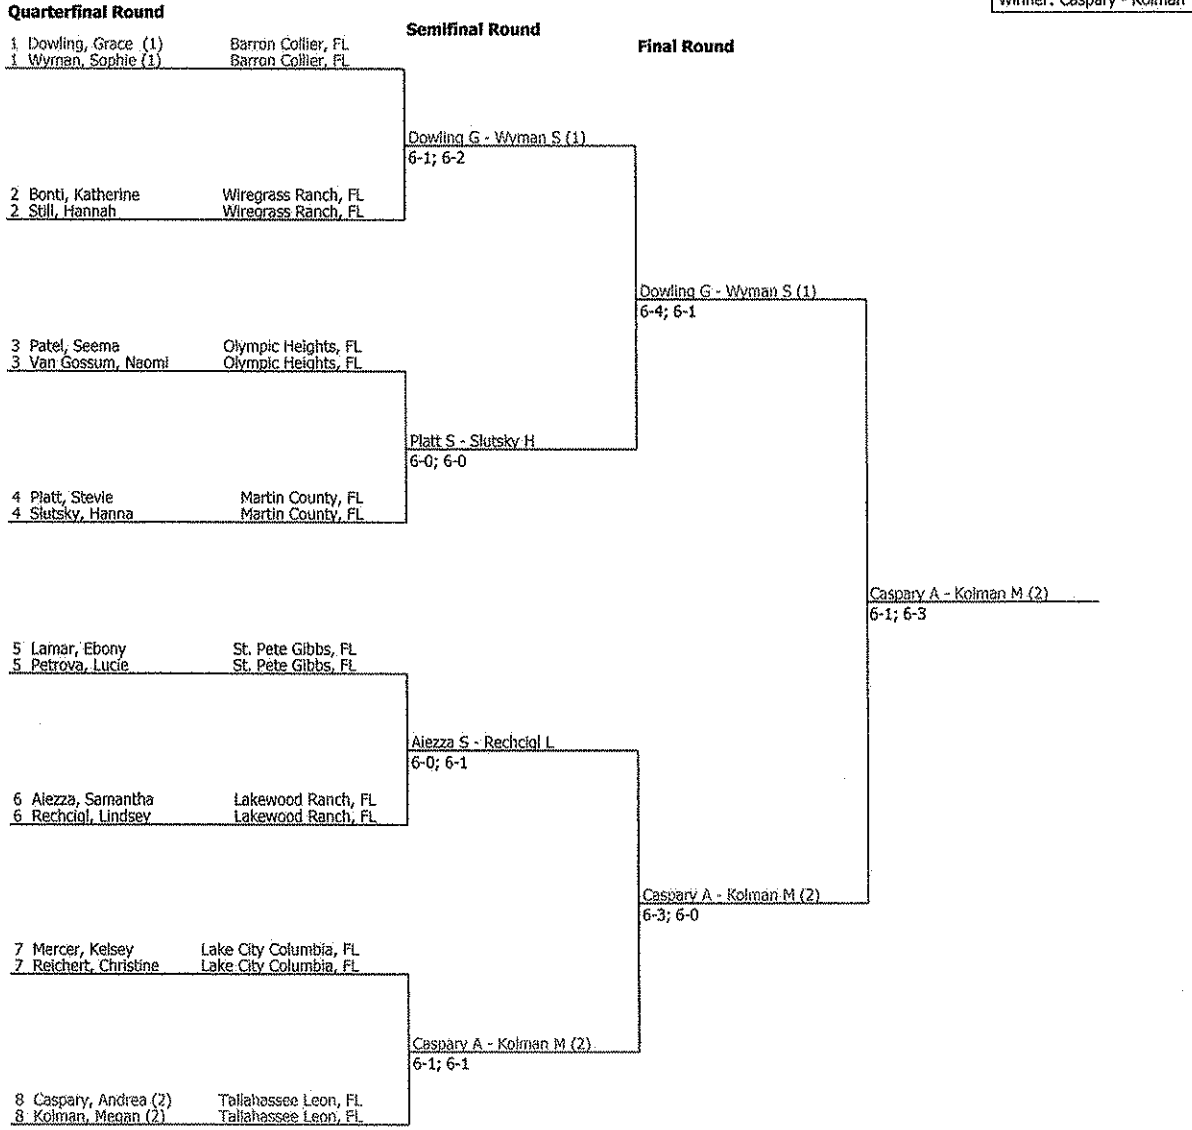 Winner: Caspary - Kolman
Quarterfinal Round
Semifinal Round
Final Round
1 Dowling, Grace (1) Barron Collier, FL
1 Wyman, Sophie (1) Barron Collier, FL
Dowling G - Wyman S (1)
6-1; 6-2
2 Bonti, Katherine Wiregrass Ranch, FL
2 Still, Hannah Wiregrass Ranch, FL
Dowling G - Wyman S (1)
6-4; 6-1
3 Patel, Seema Olympic Heights, FL
3 Van Gossum, Naomi Olympic Heights, FL
Platt S - Slutsky H
6-0; 6-0
4 Platt, Stevie Martin County, FL
4 Slutsky, Hanna Martin County, FL
Caspary A - Kolman M (2)
6-1; 6-3
5 Lamar, Ebony St. Pete Gibbs, FL
5 Petrova, Lucie St. Pete Gibbs, FL
Aiezza S - Rechcigl L
6-0; 6-1
6 Aiezza, Samantha Lakewood Ranch, FL
6 Rechcigl, Lindsey Lakewood Ranch, FL
Caspary A - Kolman M (2)
6-3; 6-0
7 Mercer, Kelsey Lake City Columbia, FL
7 Reichert, Christine Lake City Columbia, FL
Caspary A - Kolman M (2)
6-1; 6-1
8 Caspary, Andrea (2) Tallahassee Leon, FL
8 Kolman, Megan (2) Tallahassee Leon, FL